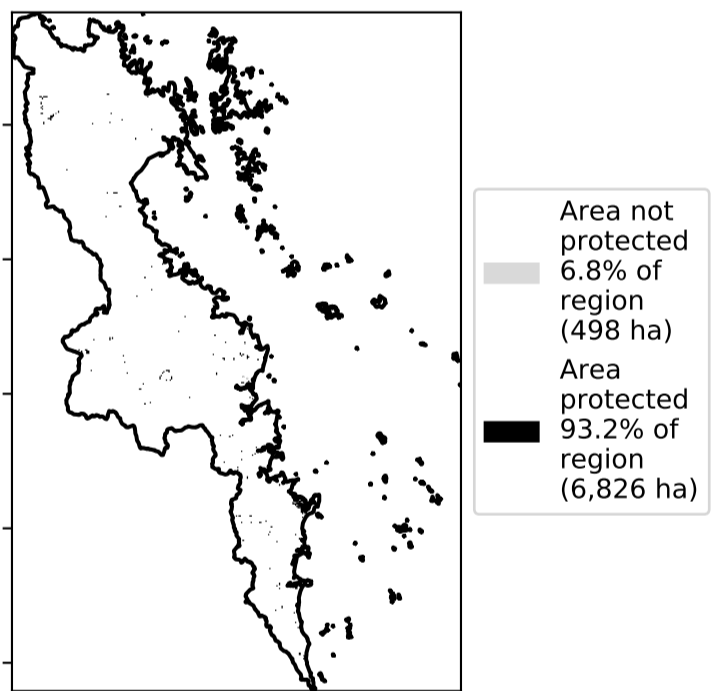 Area not
protected
6.8% of
region
(498 ha)
Area
protected
93.2% of
region
(6,826 ha)